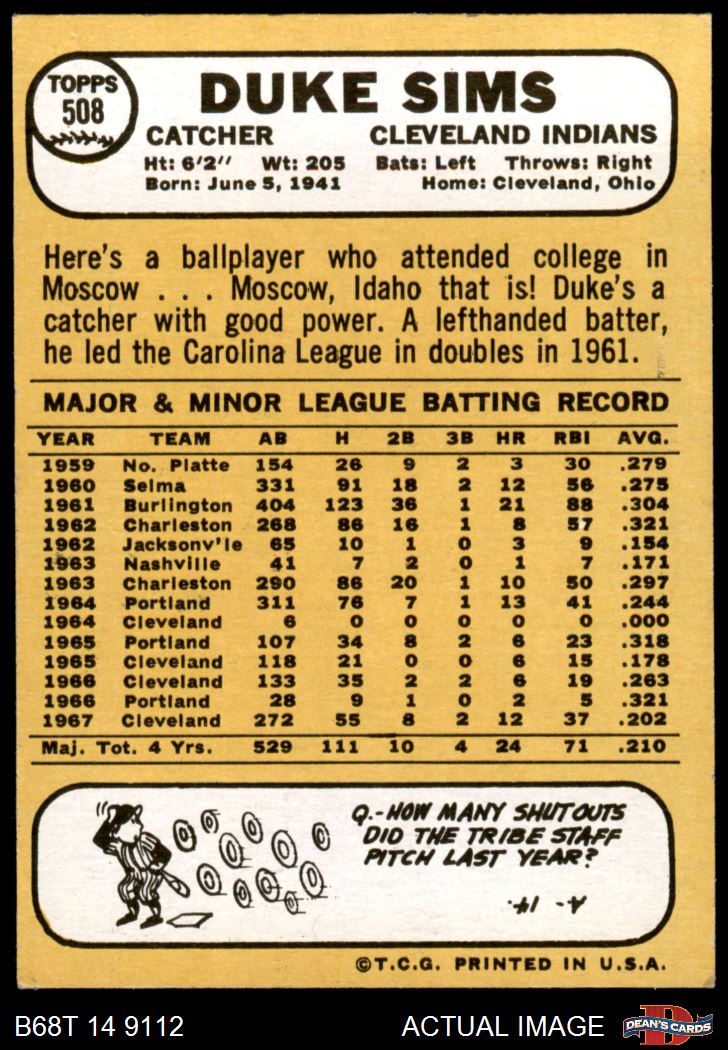 TOPPS
508
DUKE SIMS
CATCHER CLEVELAND INDIANS
Ht: 6'2" Wt: 205 Bats: Left Throws: Right
Born: June 5, 1941 Home: Cleveland, Ohio
Here's a ballplayer who attended college in
Moscow . . . Moscow, Idaho that is! Duke's a
catcher with good power. A lefthanded batter,
he led the Carolina League in doubles in 1961.
MAJOR & MINOR LEAGUE BATTING RECORD
YEAR TEAM AB H 2B 3B HR RBI AVG.
1959 No. Platte 154 26 9 2 3 30 .279
1960 Selma 331 91 18 2 12 56 .275
1961 Burlington 404 123 36 1 21 88 .304
1962 Charleston 268 86 16 1 8 57 .321
1962 Jacksonv'le 65 10 1 0 3 9 .154
1963 Nashville 41 7 2 0 1 7 .171
1963 Charleston 290 86 20 1 10 50 .297
1964 Portland 311 76 7 1 13 41 .244
1964 Cleveland 6 0 0 0 0 0 .000
1965 Portland 107 34 8 2 6 23 .318
1965 Cleveland 118 21 0 0 6 15 .178
1966 Cleveland 133 35 2 2 6 19 .263
1966 Portland 28 9 1 0 2 5 .321
1967 Cleveland 272 55 8 2 12 37 .202
Maj. Tot. 4 Yrs. 529 111 10 4 24 71 .210
Q.-HOW MANY SHUTOUTS
DID THE TRIBE STAFF
PITCH LAST YEAR?
A- 14.
©T.C.G. PRINTED IN U.S.A.
B68T 14 9112 ACTUAL IMAGE
D
DEAN'S CARDS